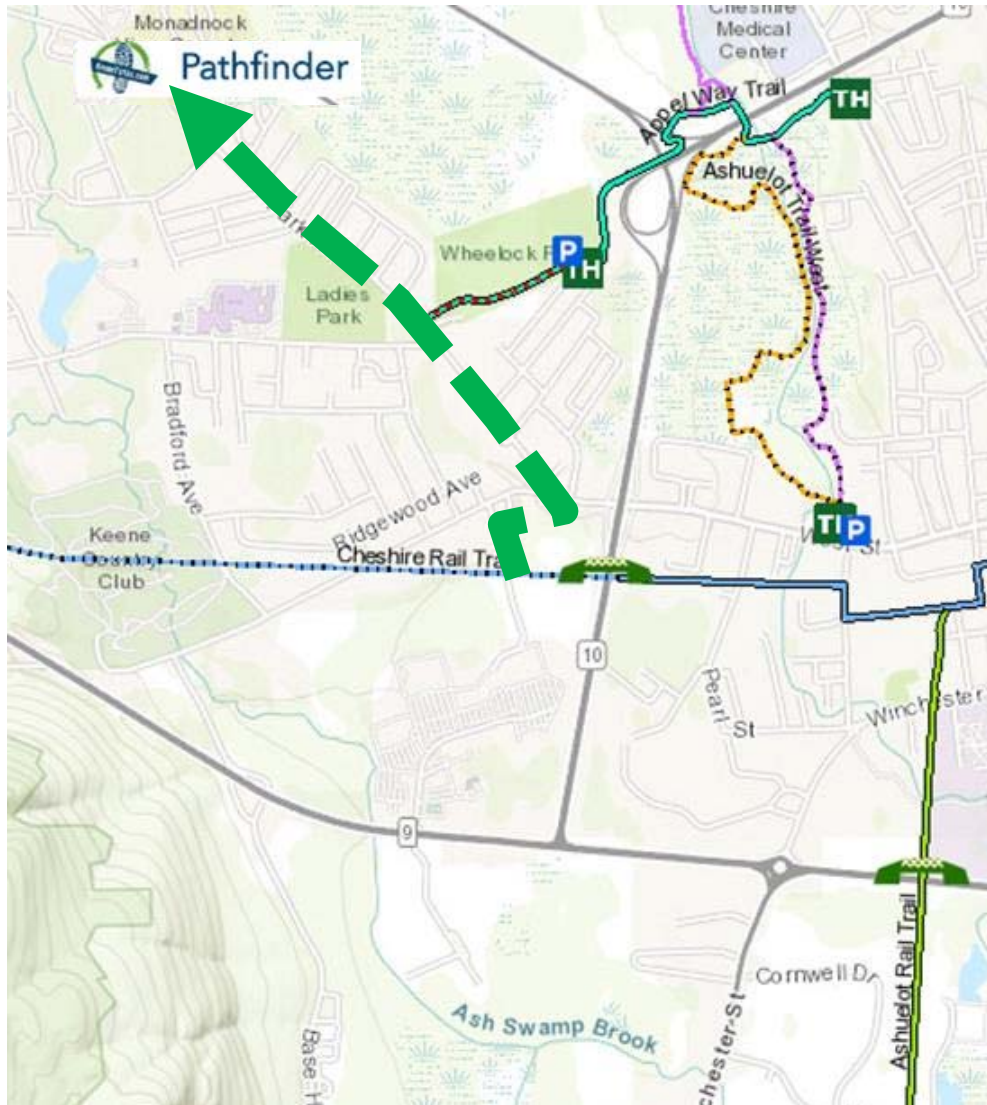 Monadnock
Pathfinder
Cheshire
Medical
Center
Appel Way Trail
TH
Ashuelot Trail West
Wheelock
P
TH
Ladies
Park
Bradford Ave
Ridgewood Ave
Keene
Country
Club
Cheshire Rail
P
West St
10
Pearl St
Winchester
9
Ashuelot Rail Trail
Cornwell
Ash Swamp Brook